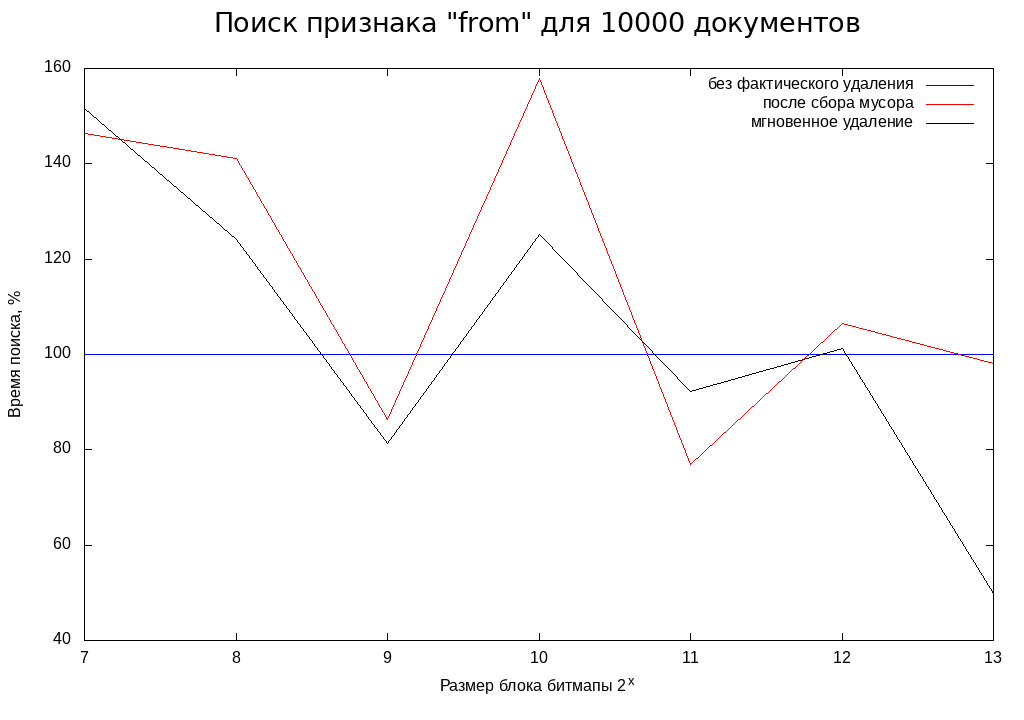 Поиск признака "from" для 10000 документов
160
140
120
100
80
60
40
Время поиска, %
без фактического удаления
после сбора мусора
мгновенное удаление
7 8 9 10 11 12 13
Размер блока битмапы 2^x